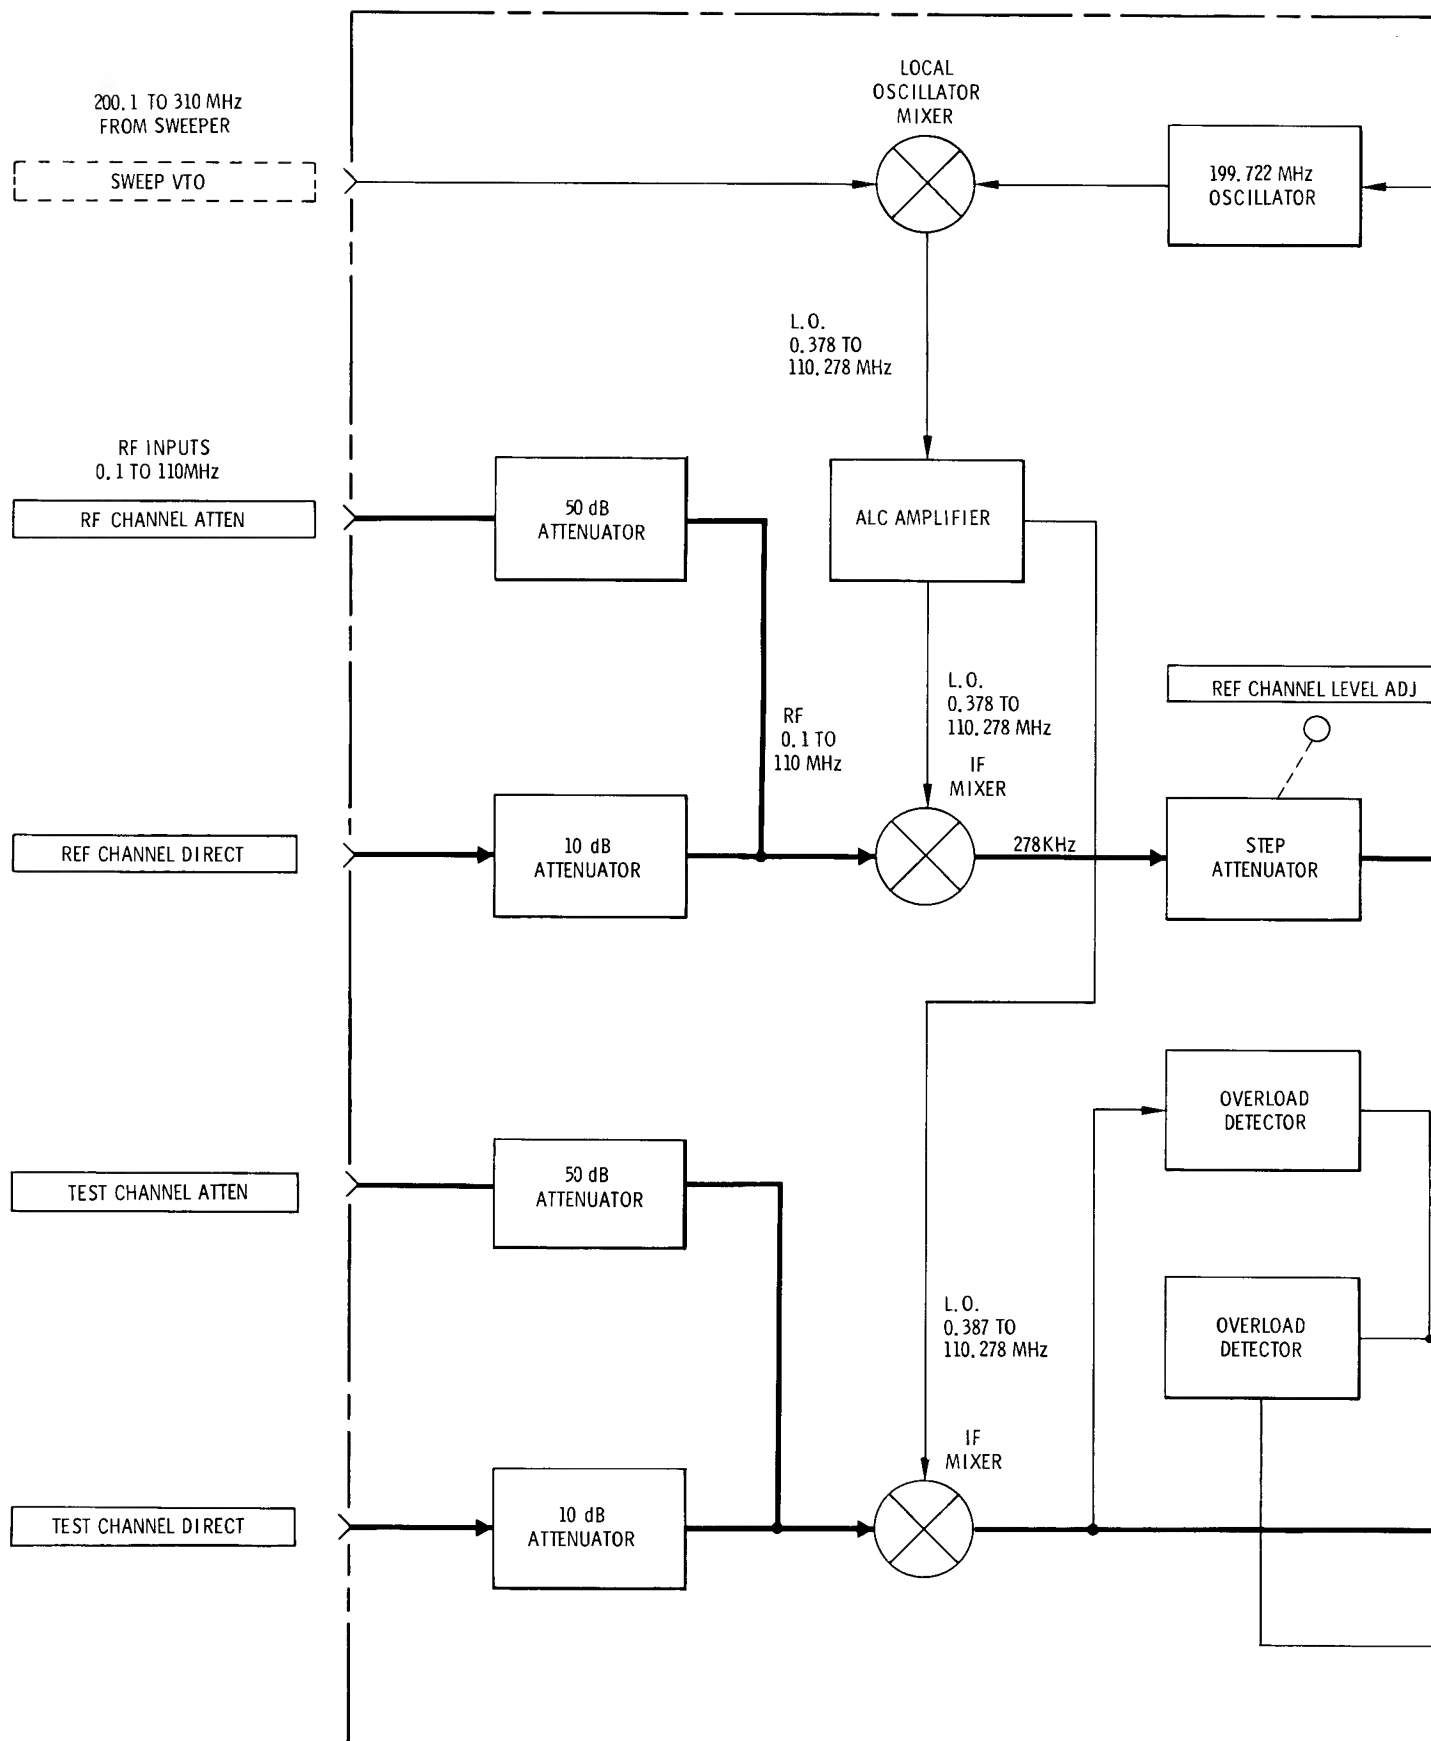 200.1 TO 310 MHz
FROM SWEEPER
SWEEP VTO
LOCAL
OSCILLATOR
MIXER
199.722 MHz
OSCILLATOR
L.O.
0.378 TO
110.278 MHz
RF INPUTS
0.1 TO 110MHz
RF CHANNEL ATTEN
50 dB
ATTENUATOR
ALC AMPLIFIER
REF CHANNEL LEVEL ADJ
L.O.
0.378 TO
110.278 MHz
RF
0.1 TO
110 MHz
IF
MIXER
REF CHANNEL DIRECT
10 dB
ATTENUATOR
278KHz
STEP
ATTENUATOR
OVERLOAD
DETECTOR
TEST CHANNEL ATTEN
50 dB
ATTENUATOR
L.O.
0.387 TO
110.278 MHz
OVERLOAD
DETECTOR
IF
MIXER
TEST CHANNEL DIRECT
10 dB
ATTENUATOR